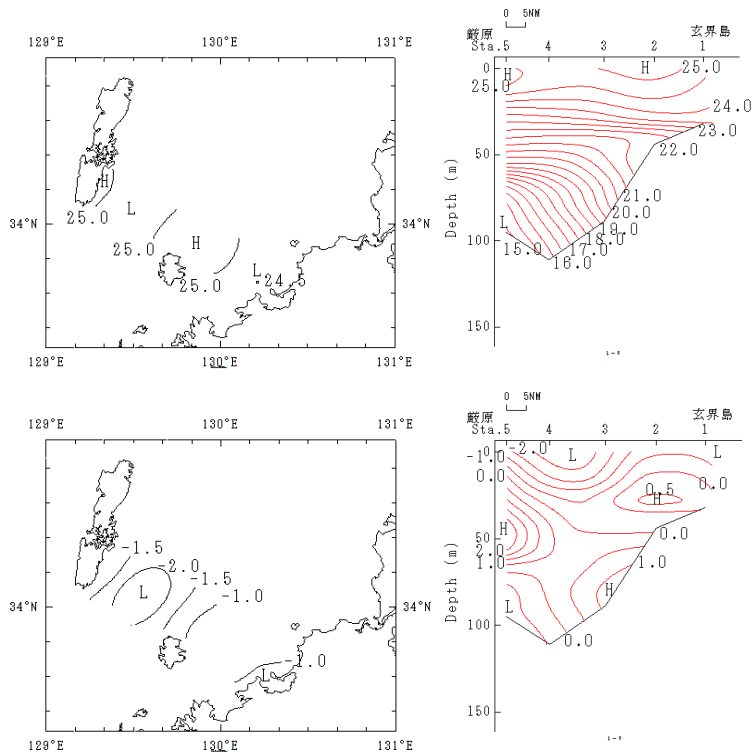 129°E 130°E 131°E
34°N 34°N
H
L
25.0
25.0
H
25.0
L
24.5
129°E 130°E 131°E
0 5NM
厳原 玄界島
Sta.5 4 3 2 1
Depth (m)
0
50
100
150
H
25.0
H
25.0
24.0
23.0
22.0
21.0
20.0
19.0
18.0
17.0
16.0
L
15.0
129°E 130°E 131°E
34°N 34°N
-1.5
-2.0
L
-1.5
-1.0
-1.0
L
129°E 130°E 131°E
0 5NM
厳原 玄界島
Sta.5 4 3 2 1
Depth (m)
0
50
100
150
-1.0
-2.0
L
L
0.0
0.5
H
0.0
H
2.0
1.0
0.0
1.0
H
L
0.0